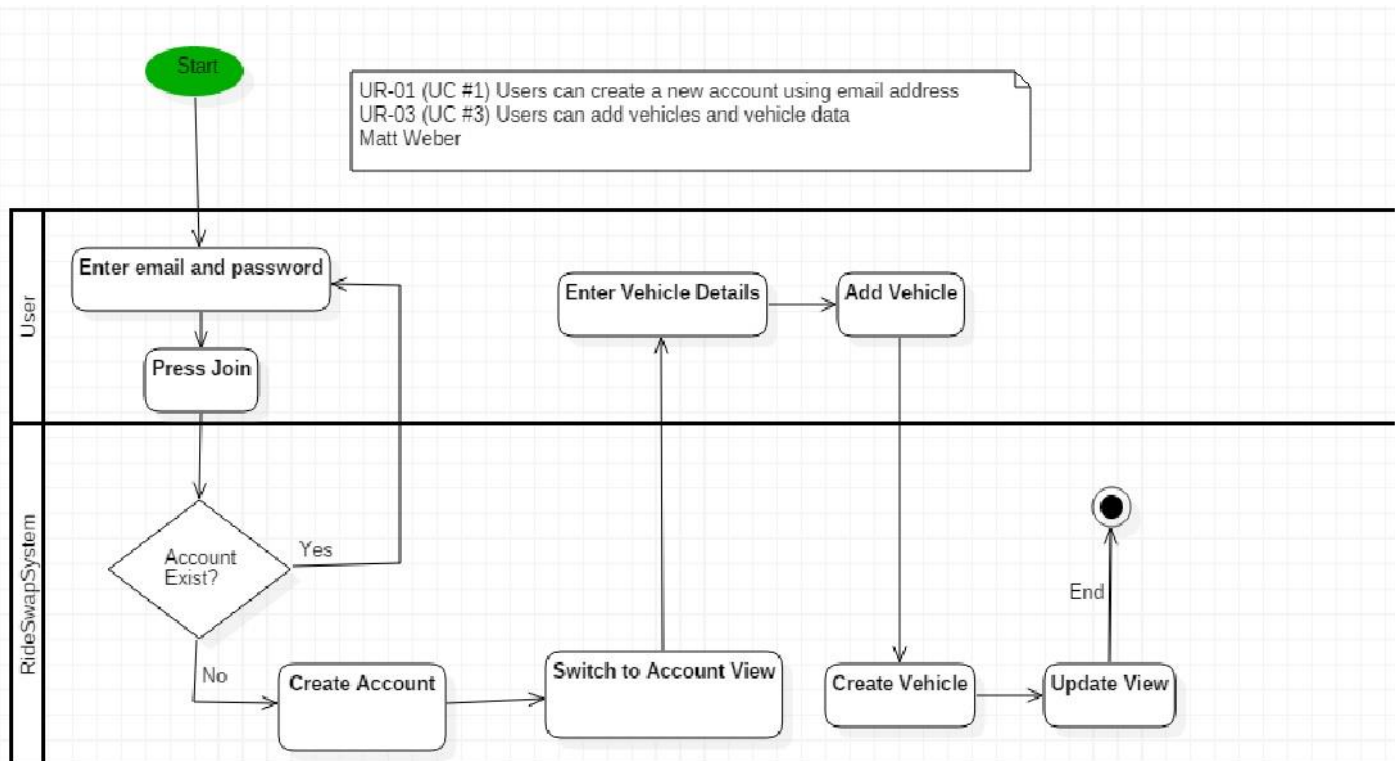 Start
UR-01 (UC #1) Users can create a new account using email address
UR-03 (UC #3) Users can add vehicles and vehicle data
Matt Weber
User
Enter email and password
Press Join
Enter Vehicle Details
Add Vehicle
RideSwapSystem
Account
Exist?
Yes
No
Create Account
Switch to Account View
Create Vehicle
Update View
End